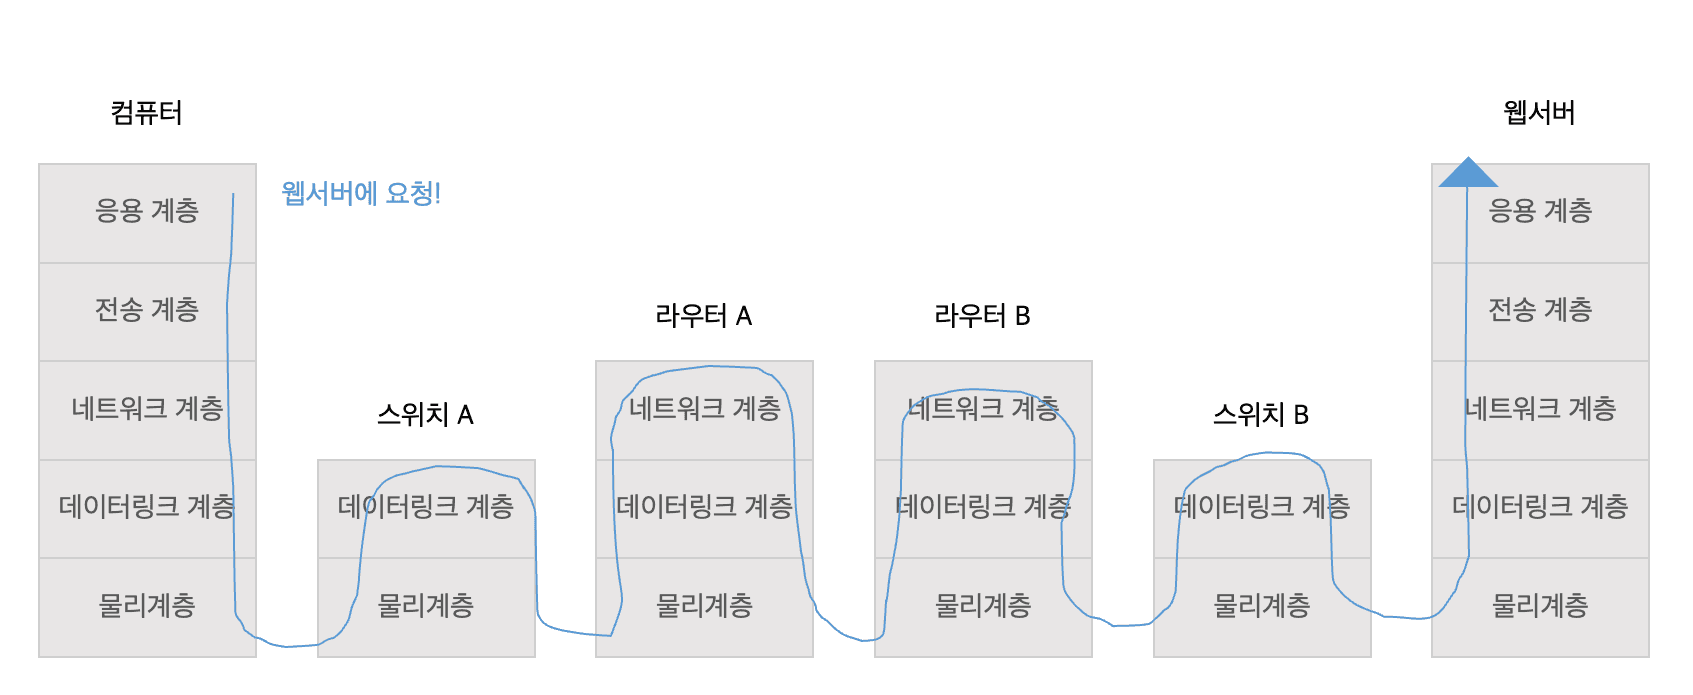 컴퓨터
웹서버
응용 계층
웹서버에 요청!
응용 계층
전송 계층
라우터 A
라우터 B
전송 계층
네트워크 계층
스위치 A
네트워크 계층
네트워크 계층
스위치 B
네트워크 계층
데이터링크 계층
데이터링크 계층
데이터링크 계층
데이터링크 계층
데이터링크 계층
데이터링크 계층
물리계층
물리계층
물리계층
물리계층
물리계층
물리계층